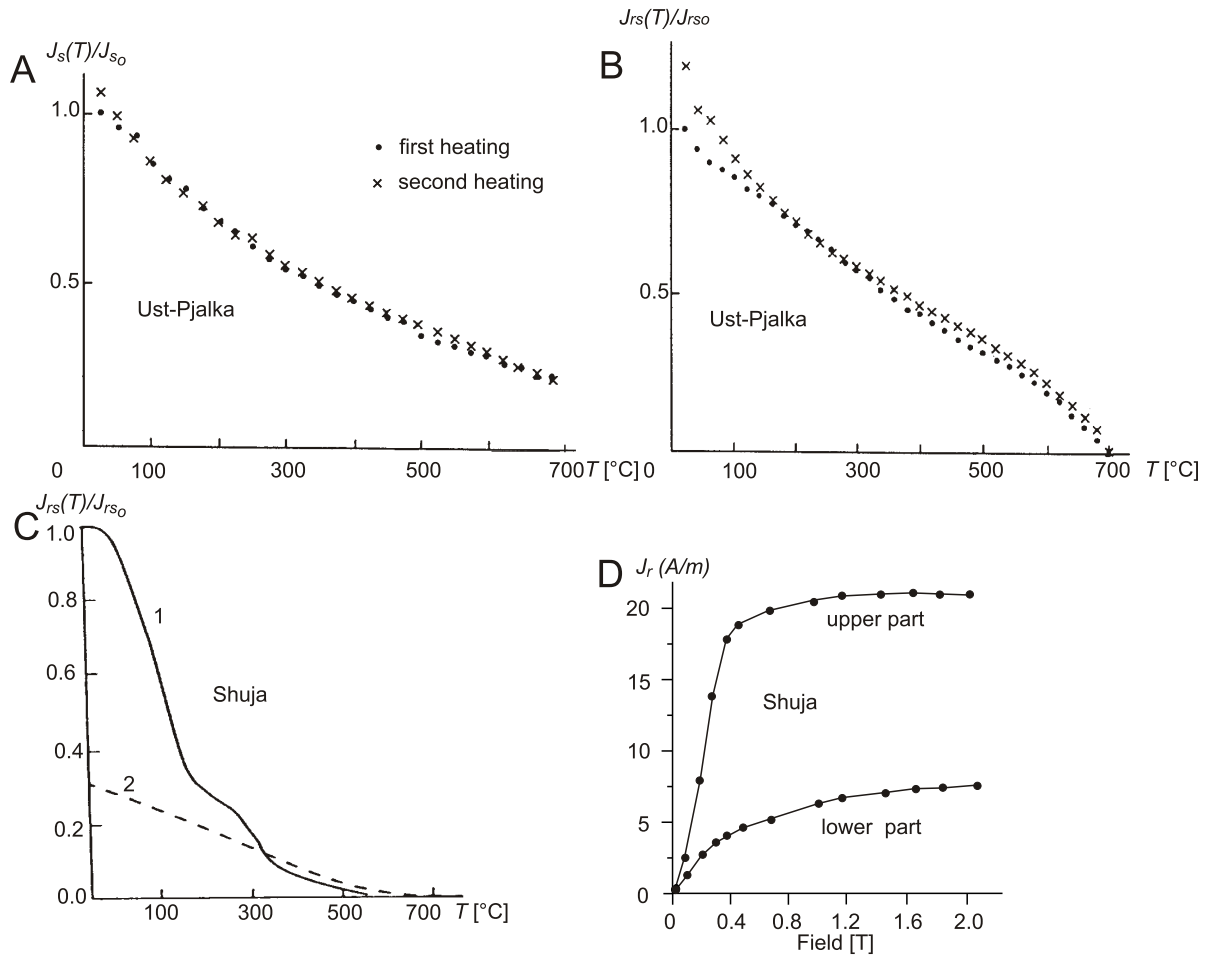 A
Js(T)/Jso
1.0
0.5
• first heating
× second heating
Ust-Pjalka
0 100 300 500 700 T [°C]
B
Jrs(T)/Jrso
1.0
0.5
Ust-Pjalka
0 100 300 500 700 T [°C]
C
Jrs(T)/Jrso
1.0
0.8
0.6
0.4
0.2
0.0
1
2
Shuja
100 300 500 700 T [°C]
D
Jr (A/m)
20
15
10
5
0
upper part
Shuja
lower part
0 0.4 0.8 1.2 1.6 2.0
Field [T]